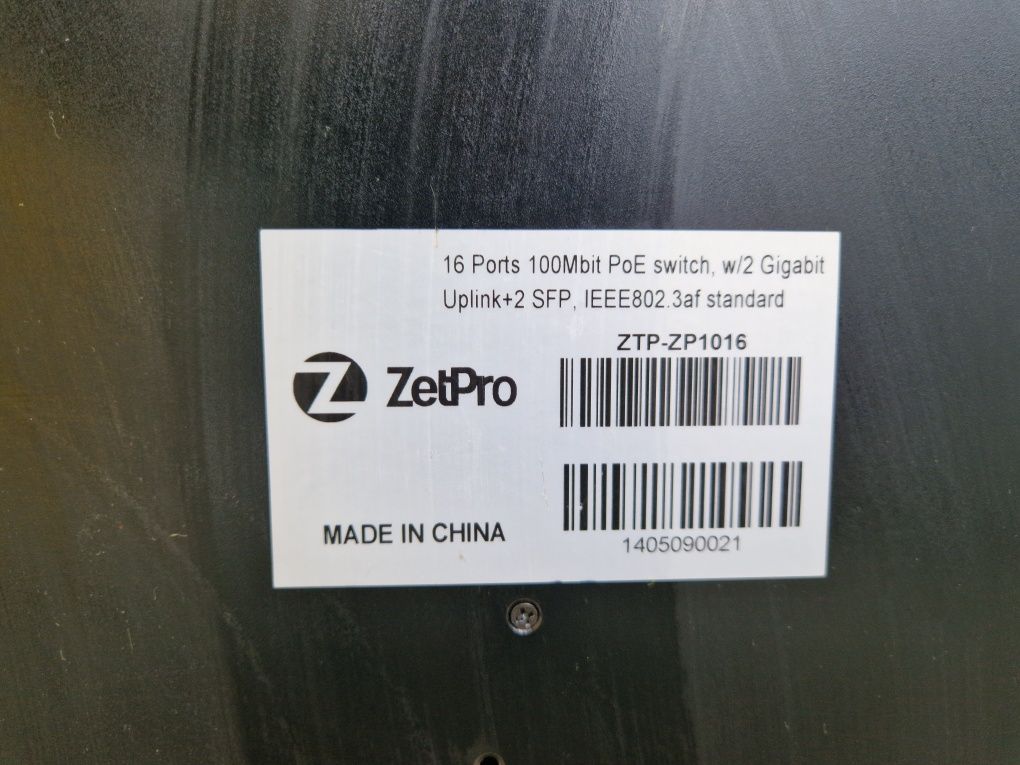 16 Ports 100Mbit PoE switch, w/2 Gigabit
Uplink+2 SFP, IEEE802.3af standard
ZTP-ZP1016
Z ZetPro
MADE IN CHINA
1405090021